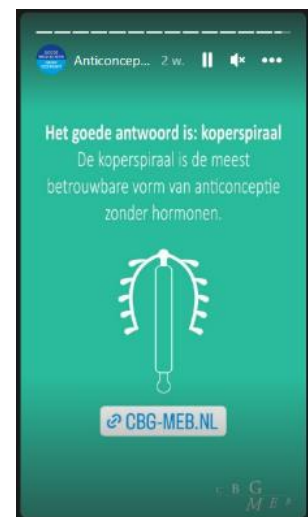 Anticoncep... 2 w.
Het goede antwoord is: koperspiraal
De koperspiraal is de meest
betrouwbare vorm van anticonceptie
zonder hormonen.
CBG-MEB.NL
C B G
M E B